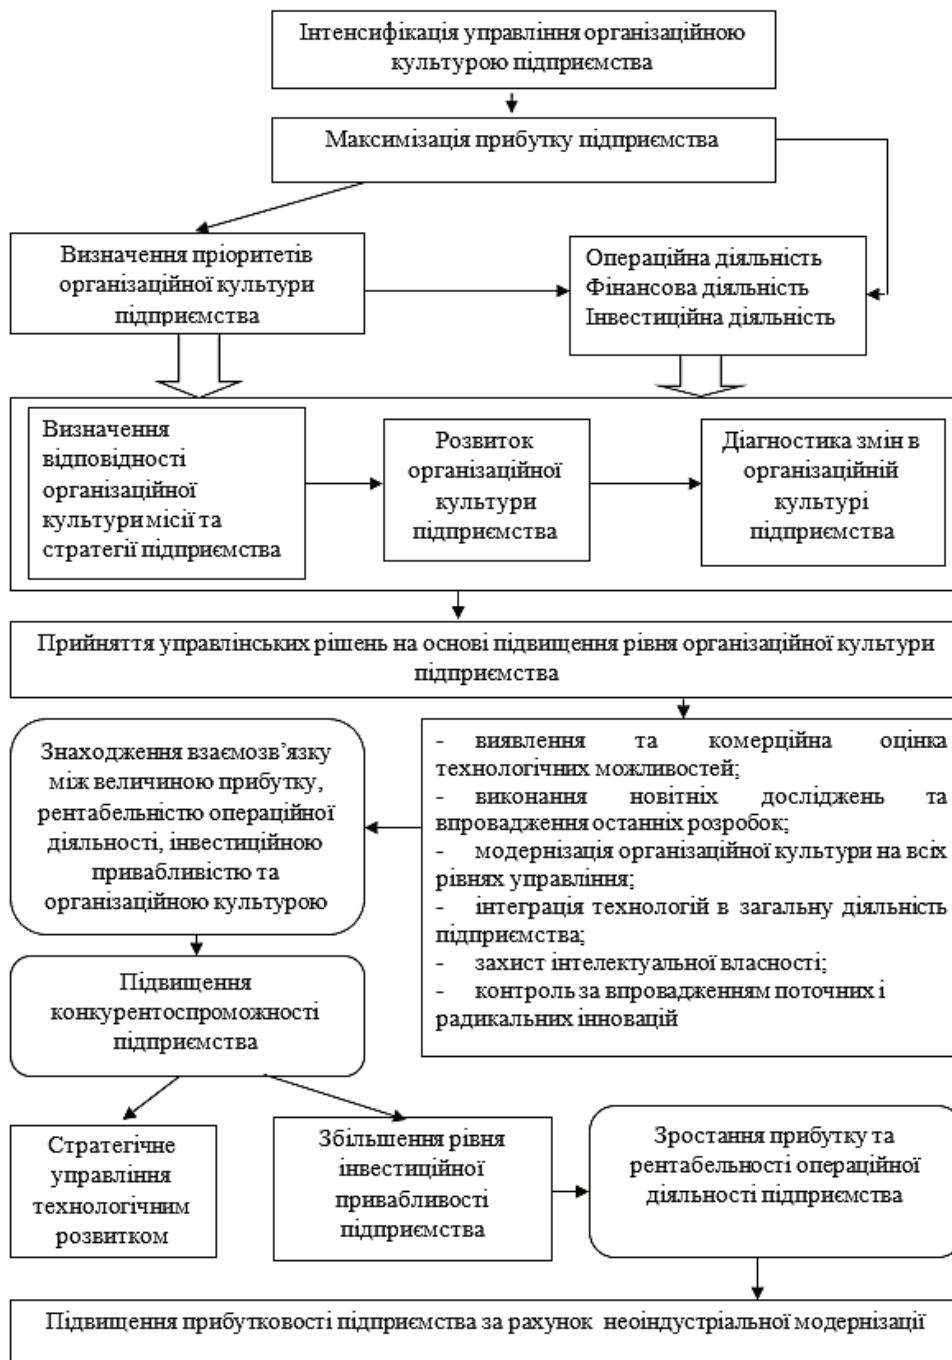 Інтенсифікація управління організаційною
культурою підприємства
Максимізація прибутку підприємства
Визначення пріоритетів
організаційної культури
підприємства
Операційна діяльність
Фінансова діяльність
Інвестиційна діяльність
Визначення
відповідності
організаційної
культури місії та
стратегії підприємства
Розвиток
організаційної
культури
підприємства
Діагностика змін в
організаційній
культурі
підприємства
Прийняття управлінських рішень на основі підвищення рівня організаційної культури
підприємства
Знаходження взаємозв’язку
між величиною прибутку,
рентабельністю операційної
діяльності, інвестиційною
привабливістю та
організаційною культурою
- виявлення та комерційна оцінка
технологічних можливостей;
- виконання новітніх досліджень та
впровадження останніх розробок;
- модернізація організаційної культури на всіх
рівнях управління;
- інтеграція технологій в загальну діяльність
підприємства;
- захист інтелектуальної власності;
- контроль за впровадженням поточних і
радикальних інновацій
Підвищення
конкурентоспроможності
підприємства
Стратегічне
управління
технологічним
розвитком
Збільшення рівня
інвестиційної
привабливості
підприємства
Зростання прибутку та
рентабельності операційної
діяльності підприємства
Підвищення прибутковості підприємства за рахунок неоіндустріальної модернізації